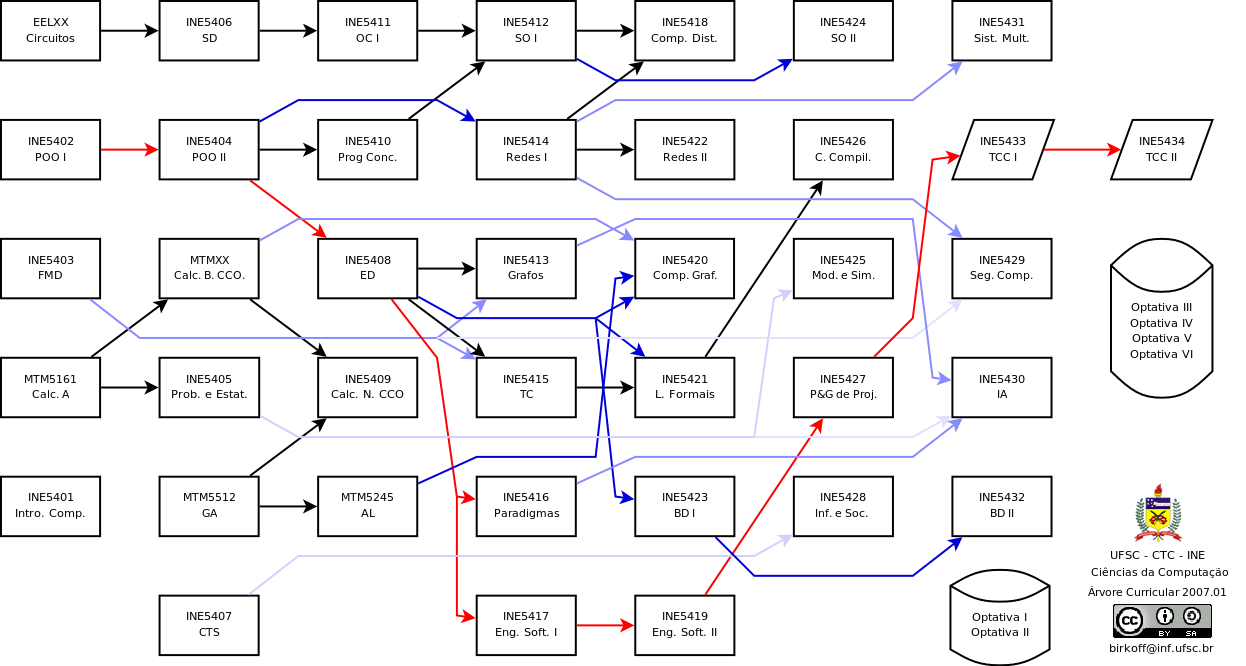 EELXX
Circuitos
INE5406
SD
INE5411
OC I
INE5412
SO I
INE5418
Comp. Dist.
INE5424
SO II
INE5431
Sist. Mult.
INE5402
POO I
INE5404
POO II
INE5410
Prog Conc.
INE5414
Redes I
INE5422
Redes II
INE5426
C. Compil.
INE5433
TCC I
INE5434
TCC II
INE5403
FMD
MTMXX
Calc. B. CCO.
INE5408
ED
INE5413
Grafos
INE5420
Comp. Graf.
INE5425
Mod. e Sim.
INE5429
Seg. Comp.
Optativa III
Optativa IV
Optativa V
Optativa VI
MTM5161
Calc. A
INE5405
Prob. e Estat.
INE5409
Calc. N. CCO
INE5415
TC
INE5421
L. Formais
INE5427
P&G de Proj.
INE5430
IA
INE5401
Intro. Comp.
MTM5512
GA
MTM5245
AL
INE5416
Paradigmas
INE5423
BD I
INE5428
Inf. e Soc.
INE5432
BD II
INE5407
CTS
INE5417
Eng. Soft. I
INE5419
Eng. Soft. II
Optativa I
Optativa II
UFSC - CTC - INE
Ciências da Computação
Árvore Curricular 2007.01
cc
BY SA
birkoff@inf.ufsc.br